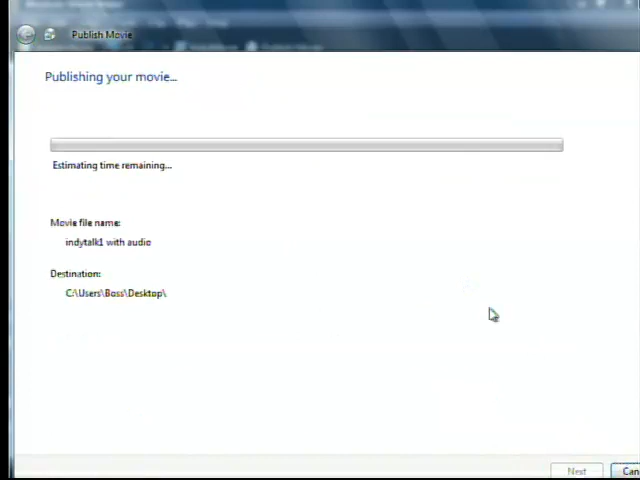 Publish Movie
Publishing your movie...
Estimating time remaining...
Movie file name:
indytalk1 with audio
Destination:
C:\Users\Boss\Desktop\
Next
Can